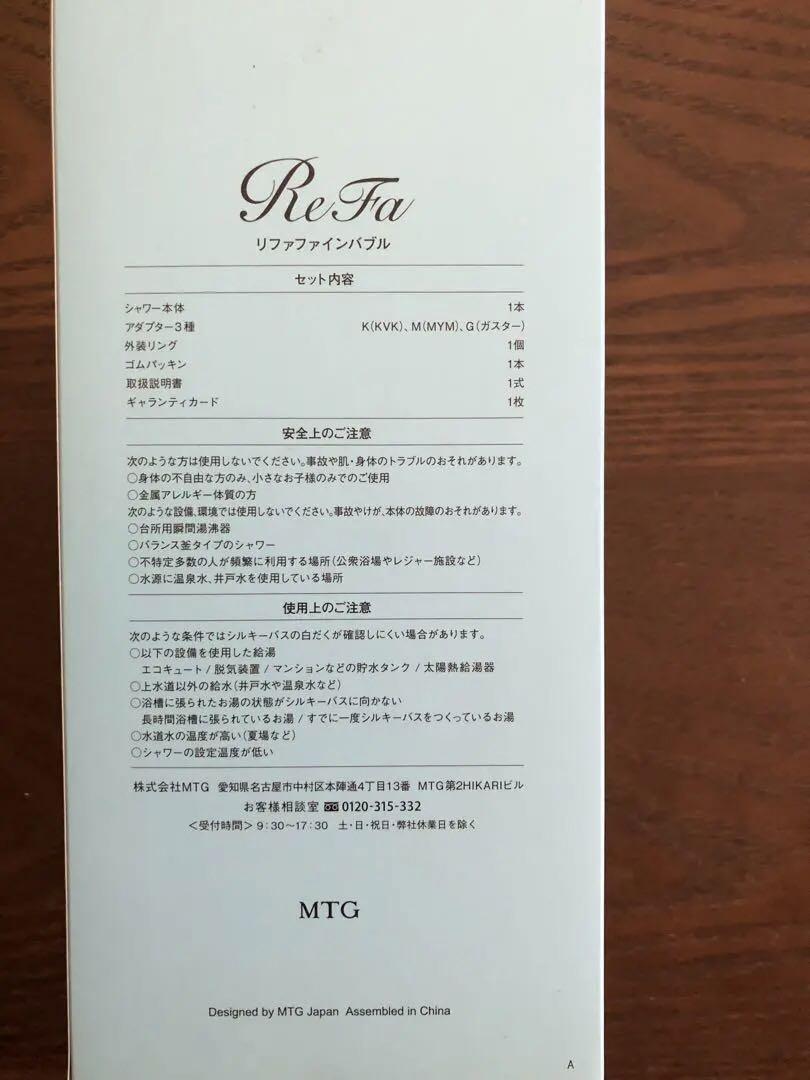 ReFa
リファファインバブル
セット内容
シャワー本体 1本
アダプター3種 K(KVK)、M(MYM)、G(ガスター)
外装リング 1個
ゴムパッキン 1本
取扱説明書 1式
ギャランティカード 1枚
安全上のご注意
次のような方は使用しないでください。事故や肌・身体のトラブルのおそれがあります。
○身体の不自由な方のみ、小さなお子様のみでのご使用
○金属アレルギー体質の方
次のような設備、環境では使用しないでください。事故やけが、本体の故障のおそれがあります。
○台所用瞬間湯沸器
○バランス釜タイプのシャワー
○不特定多数の人が頻繁に利用する場所(公衆浴場やレジャー施設など)
○水源に温泉水、井戸水を使用している場所
使用上のご注意
次のような条件ではシルキーバスの白だくが確認しにくい場合があります。
○以下の設備を使用した給湯
エコキュート / 脱気装置 / マンションなどの貯水タンク / 太陽熱給湯器
○上水道以外の給水(井戸水や温泉水など)
○浴槽に張られたお湯の状態がシルキーバスに向かない
長時間浴槽に張られているお湯 / すでに一度シルキーバスをつくっているお湯
○水道水の温度が高い(夏場など)
○シャワーの設定温度が低い
株式会社MTG 愛知県名古屋市中村区本陣通4丁目13番 MTG第2HIKARIビル
お客様相談室 0120-315-332
<受付時間> 9:30〜17:30 土・日・祝日・弊社休業日を除く
MTG
Designed by MTG Japan Assembled in China
A